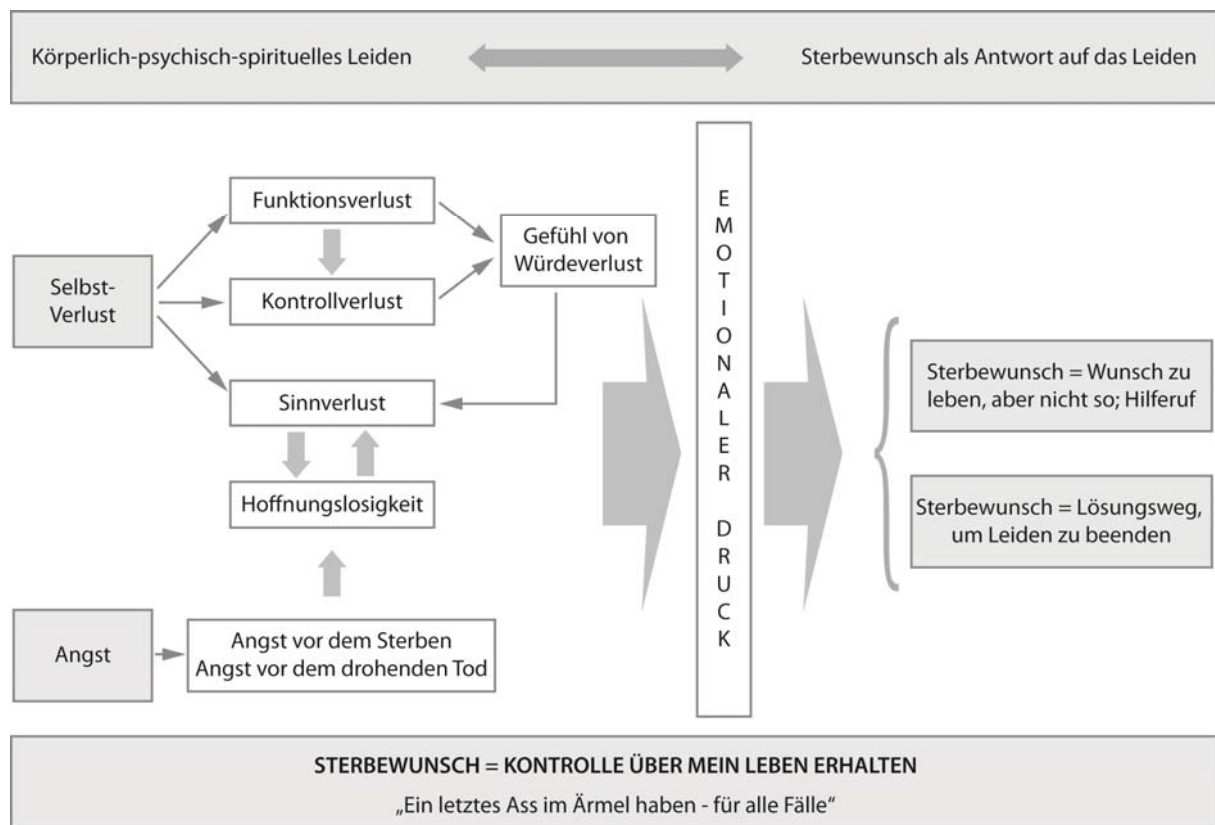 Körperlich-psychisch-spirituelles Leiden
Sterbewunsch als Antwort auf das Leiden
Funktionsverlust
Gefühl von
Würdeverlust
Selbst-
Verlust
Kontrollverlust
Sinnverlust
Hoffnungslosigkeit
Angst
Angst vor dem Sterben
Angst vor dem drohenden Tod
EMOTIONALER DRUCK
Sterbewunsch = Wunsch zu
leben, aber nicht so; Hilferuf
Sterbewunsch = Lösungsweg,
um Leiden zu beenden
STERBEWUNSCH = KONTROLLE ÜBER MEIN LEBEN ERHALTEN
„Ein letztes Ass im Ärmel haben - für alle Fälle“